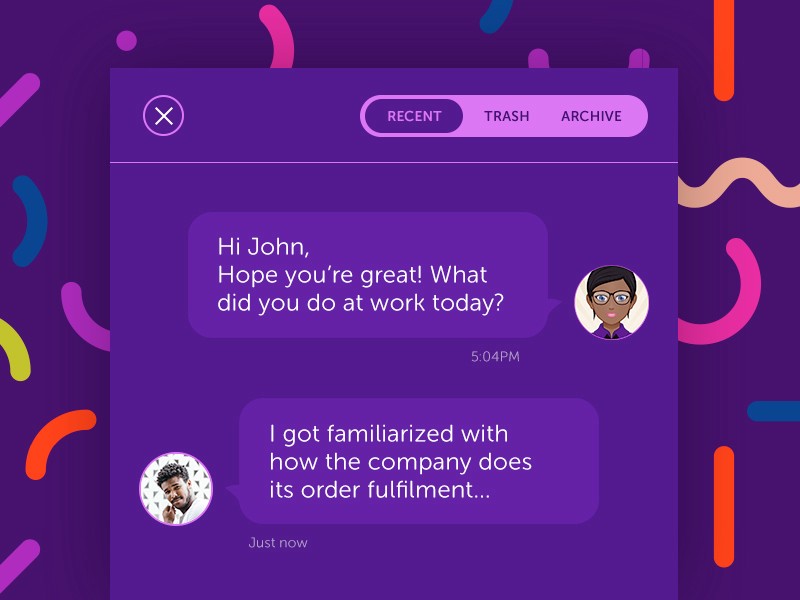 RECENT TRASH ARCHIVE
Hi John,
Hope you’re great! What
did you do at work today?
5:04PM
I got familiarized with
how the company does
its order fulfilment...
Just now